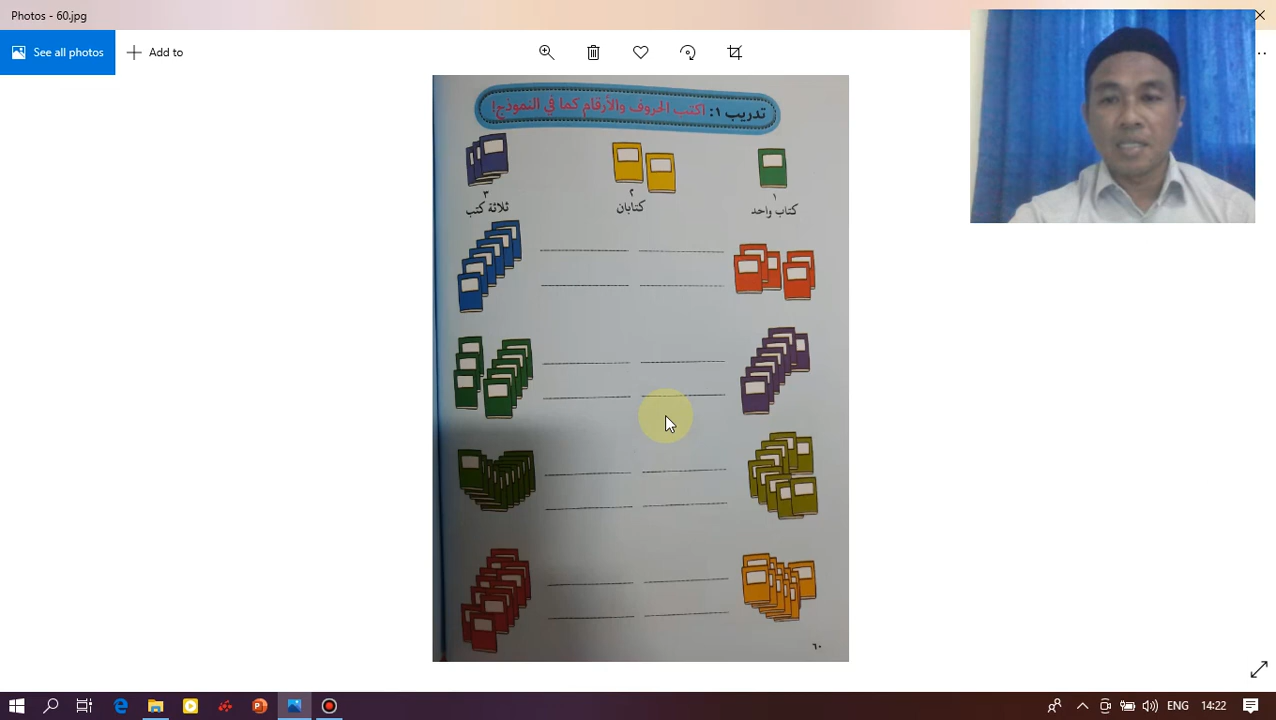 Photos - 60.jpg
See all photos
Add to
تدريب ١: اكتب الحروف والأرقام كما في النموذج!
١
٢
٣
كتاب واحد
كتابان
ثلاثة كتب
٦٠
ENG
14:22